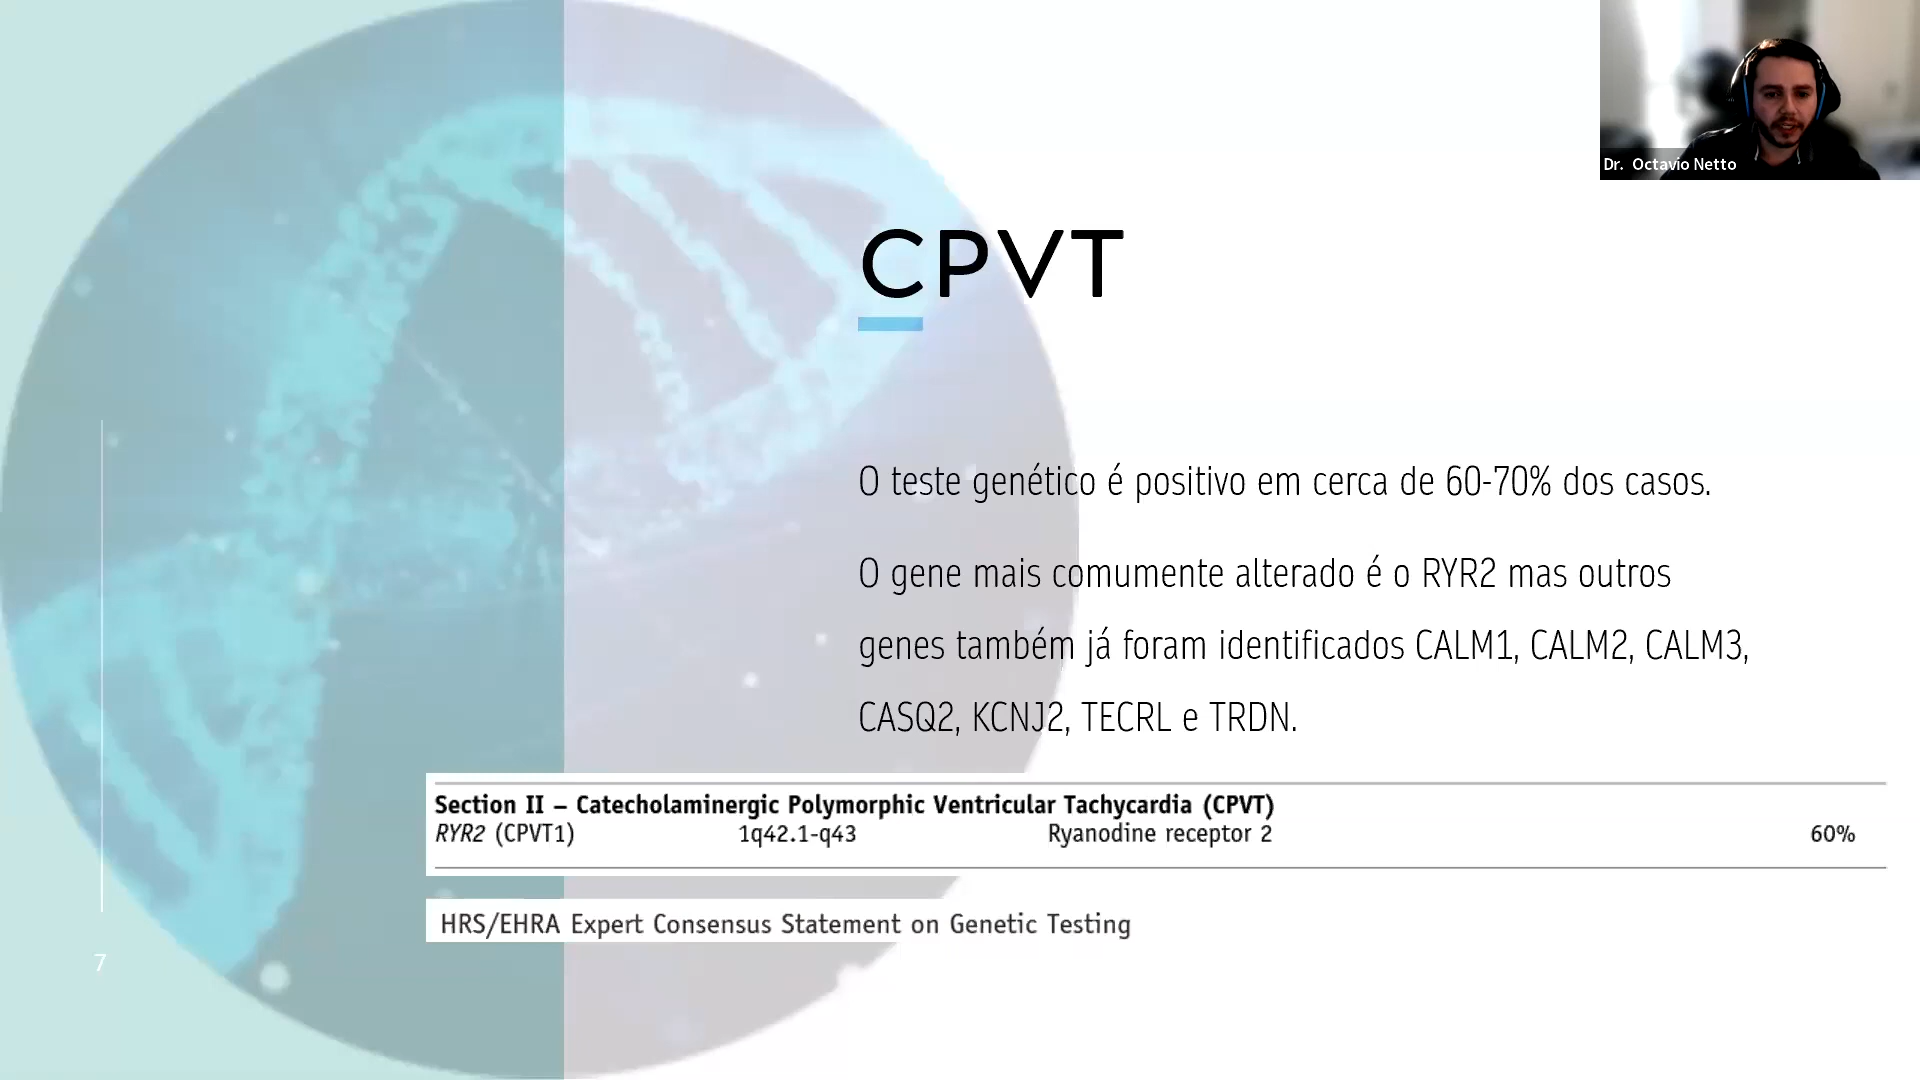 Dr. Octavio Netto
CPVT
O teste genético é positivo em cerca de 60-70% dos casos.
O gene mais comumente alterado é o RYR2 mas outros
genes também já foram identificados CALM1, CALM2, CALM3,
CASQ2, KCNJ2, TECRL e TRDN.
Section II – Catecholaminergic Polymorphic Ventricular Tachycardia (CPVT)
RYR2 (CPVT1) 1q42.1-q43 Ryanodine receptor 2 60%
HRS/EHRA Expert Consensus Statement on Genetic Testing
7